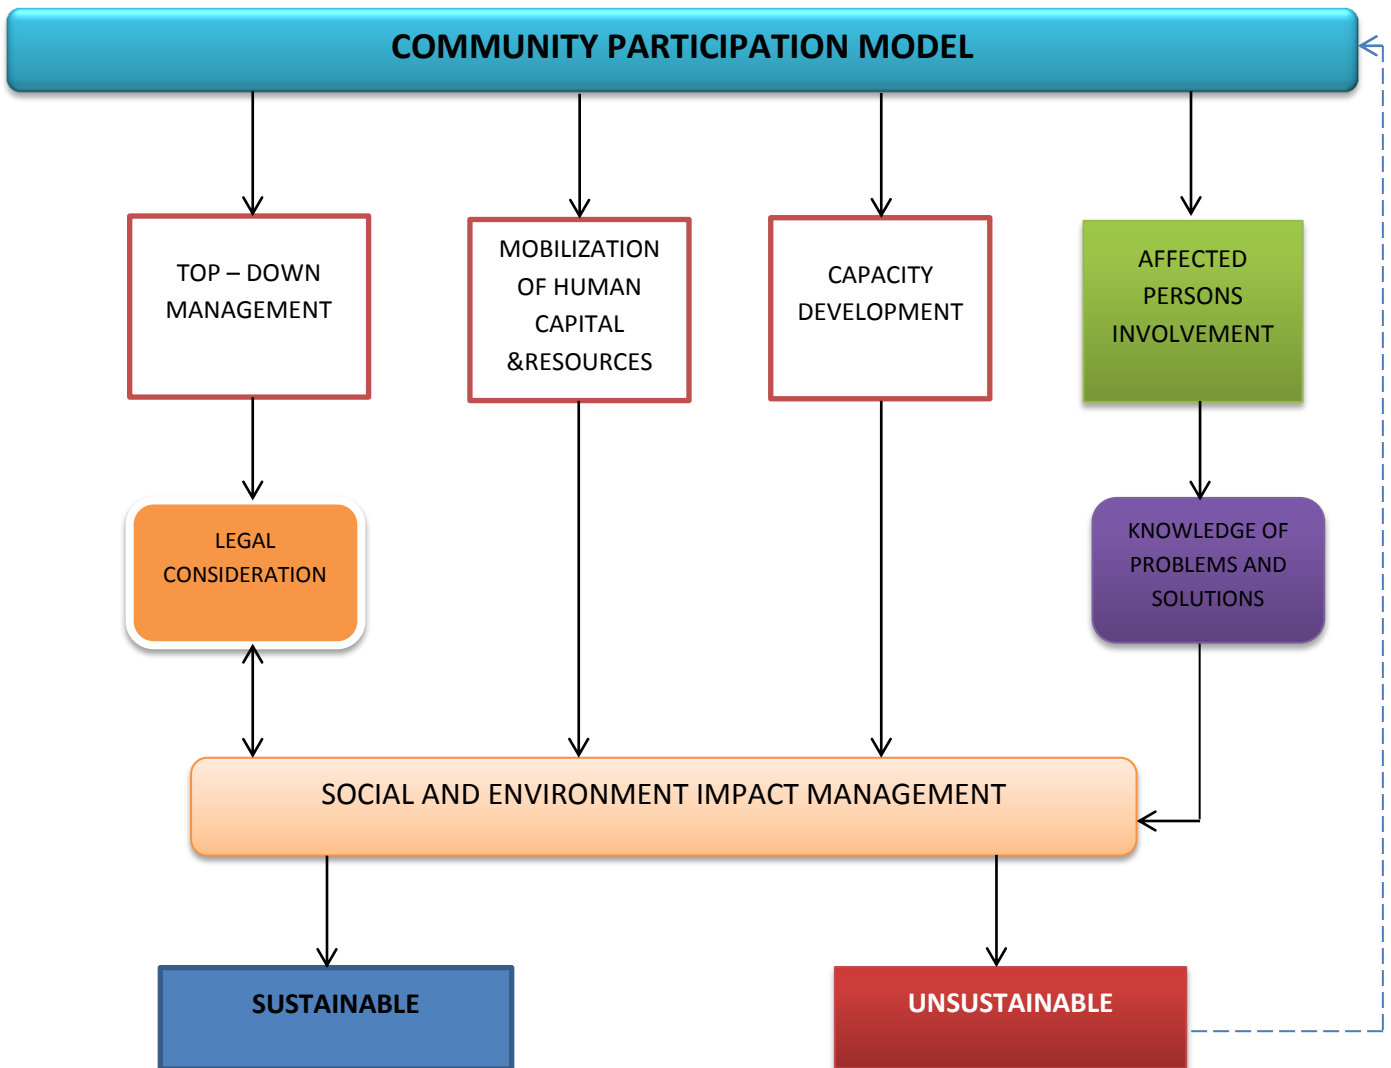 COMMUNITY PARTICIPATION MODEL
TOP – DOWN
MANAGEMENT
MOBILIZATION
OF HUMAN
CAPITAL
&RESOURCES
CAPACITY
DEVELOPMENT
AFFECTED
PERSONS
INVOLVEMENT
LEGAL
CONSIDERATION
KNOWLEDGE OF
PROBLEMS AND
SOLUTIONS
SOCIAL AND ENVIRONMENT IMPACT MANAGEMENT
SUSTAINABLE
UNSUSTAINABLE